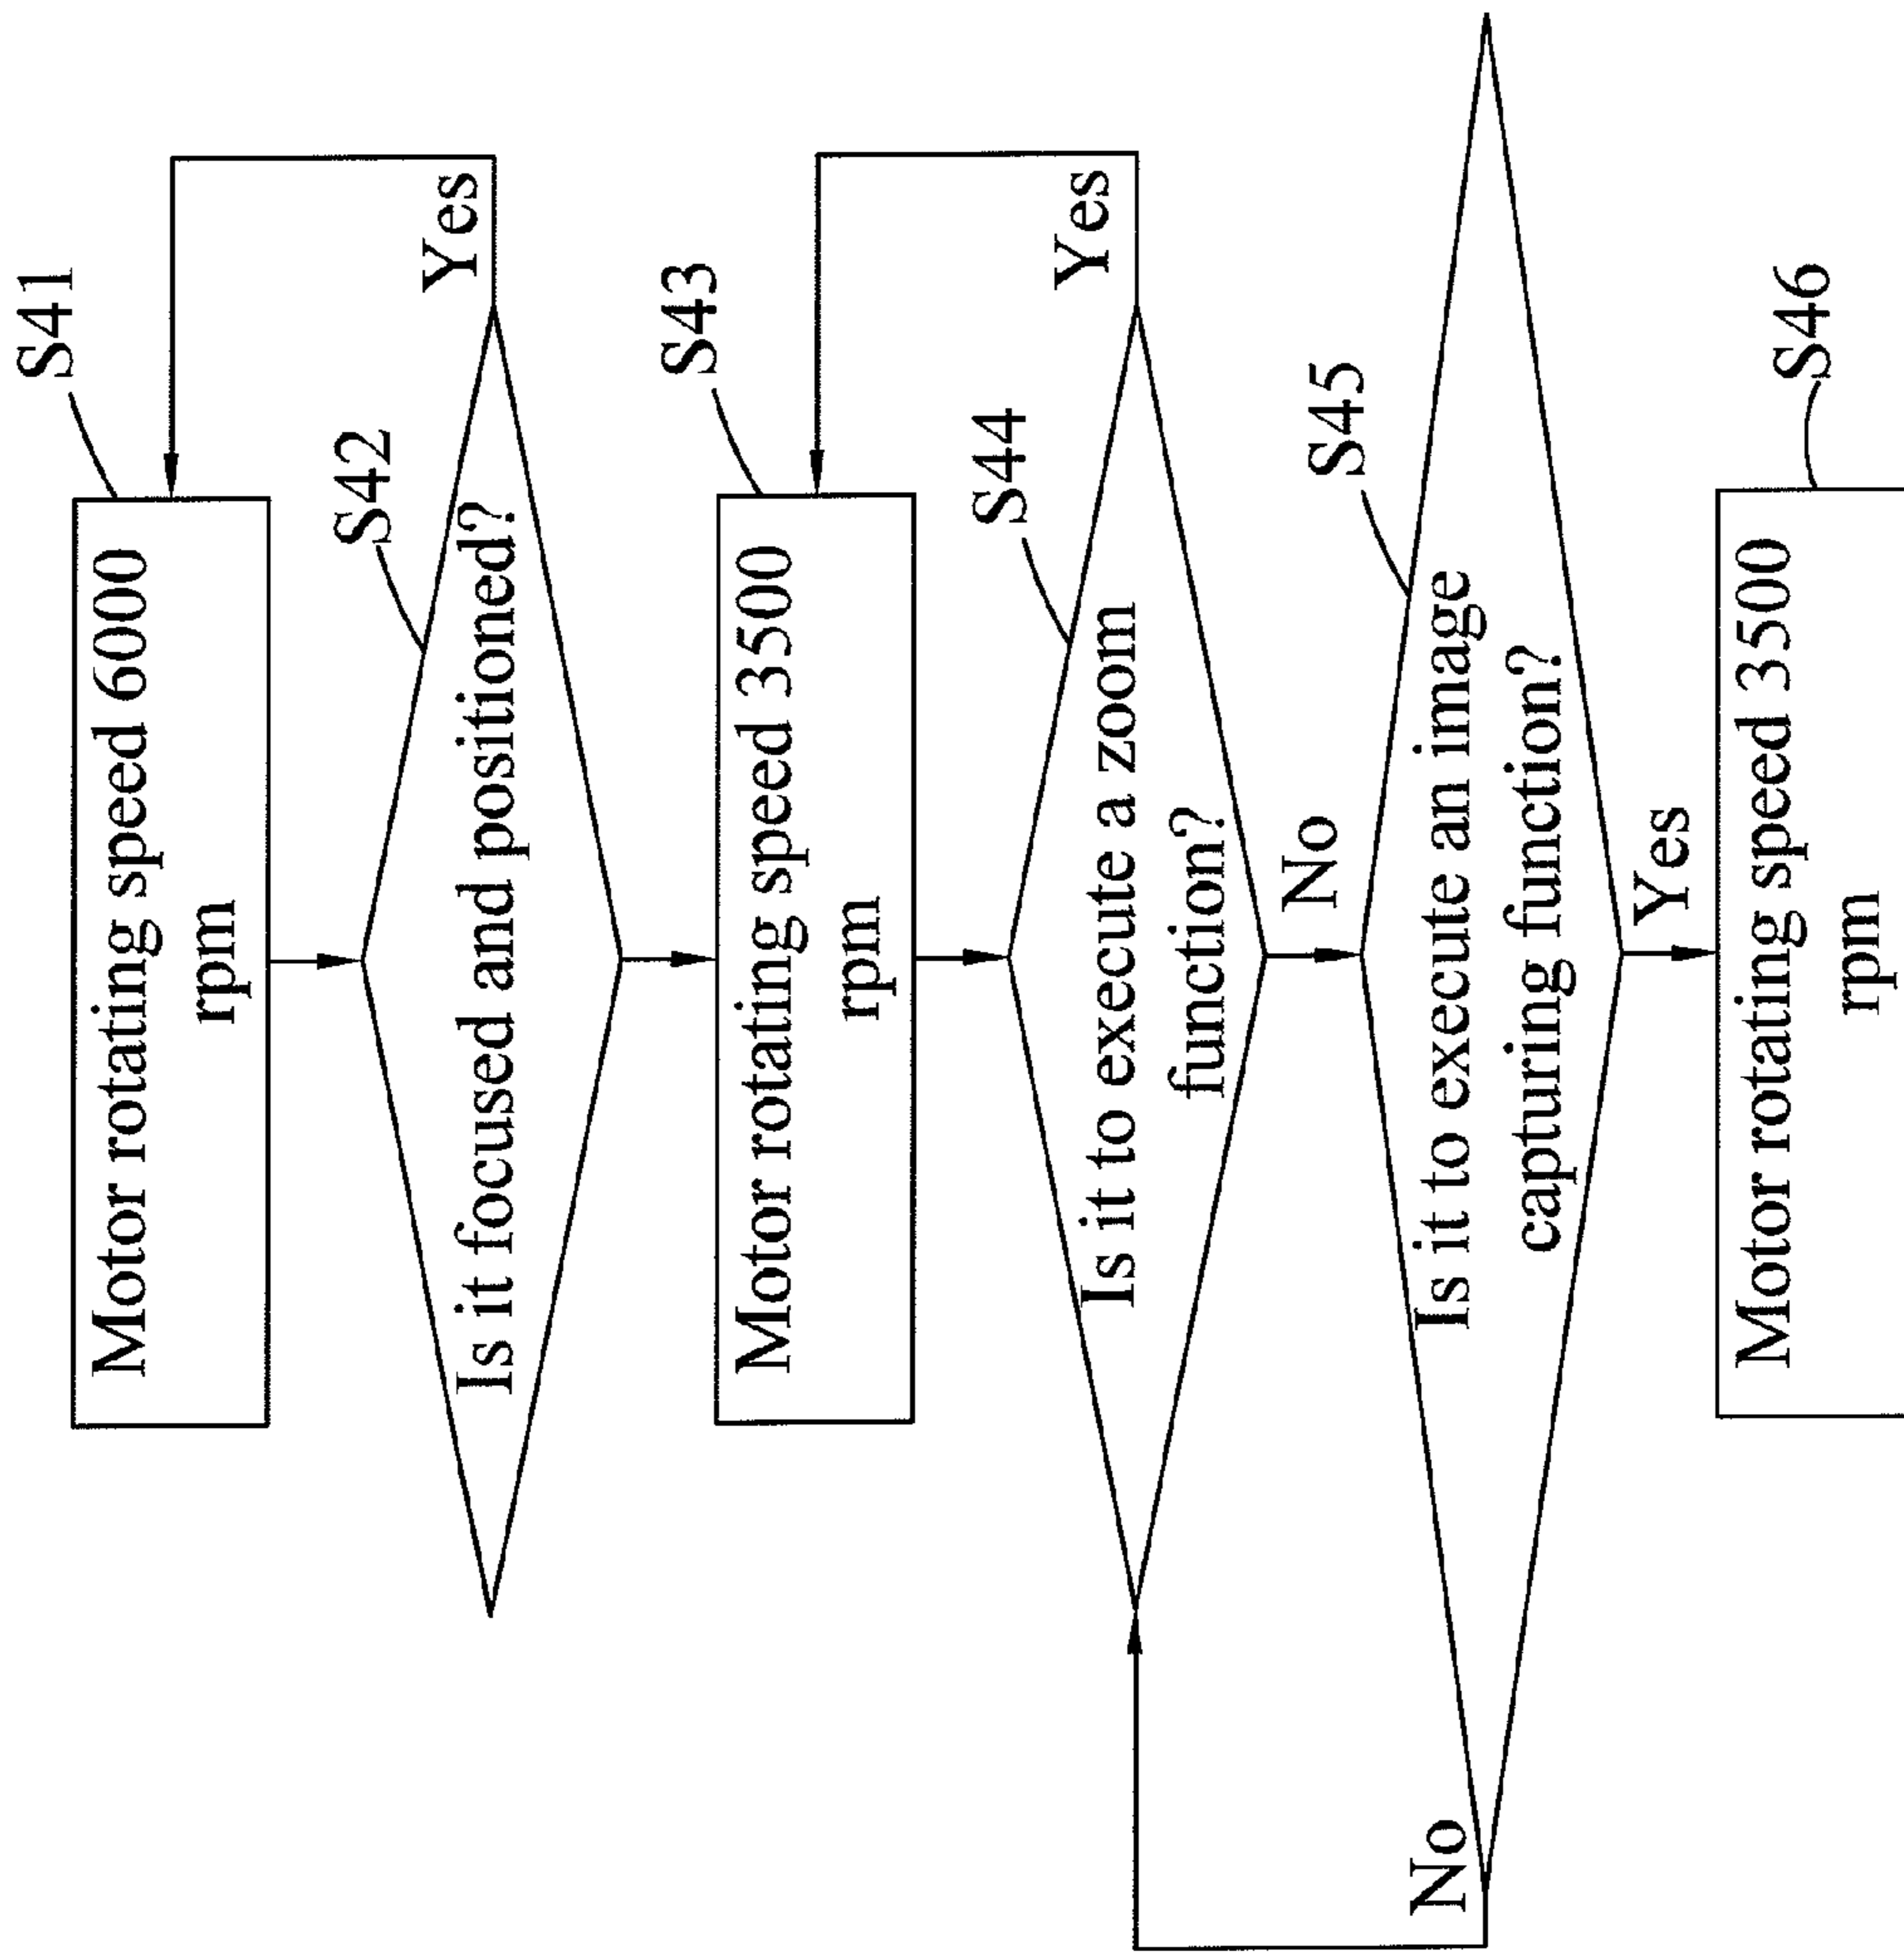 S41
Motor rotating speed 6000
rpm
S42
Is it focused and positioned?
Yes
S43
Motor rotating speed 3500
rpm
S44
Is it to execute a zoom
function?
Yes
No
S45
Is it to execute an image
capturing function?
No
Yes
S46
Motor rotating speed 3500
rpm